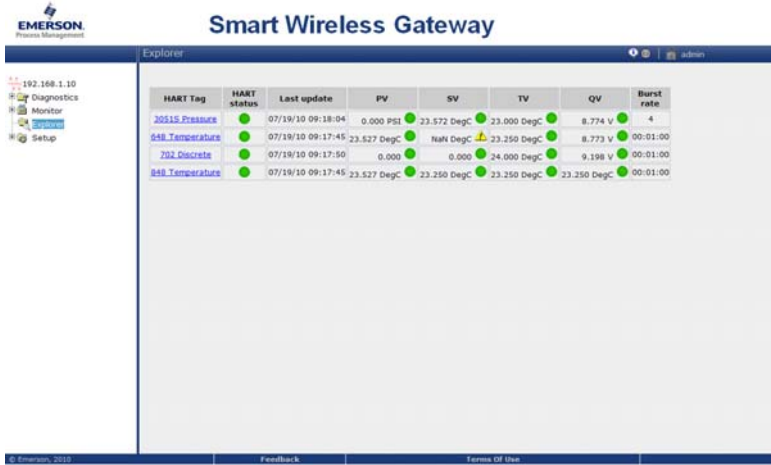 EMERSON.
Process Management
Smart Wireless Gateway
Explorer
admin
192.168.1.10
Diagnostics
Monitor
Explorer
Setup
HART Tag HART status Last update PV SV TV QV Burst rate
3051S Pressure 07/19/10 09:18:04 0.000 PSI 23.572 DegC 23.000 DegC 8.774 V 4
648 Temperature 07/19/10 09:17:45 23.527 DegC NaN DegC 23.250 DegC 8.773 V 00:01:00
702 Discrete 07/19/10 09:17:50 0.000 0.000 24.000 DegC 9.198 V 00:01:00
848 Temperature 07/19/10 09:17:45 23.527 DegC 23.250 DegC 23.250 DegC 23.250 DegC 00:01:00
© Emerson, 2010 Feedback Terms Of Use